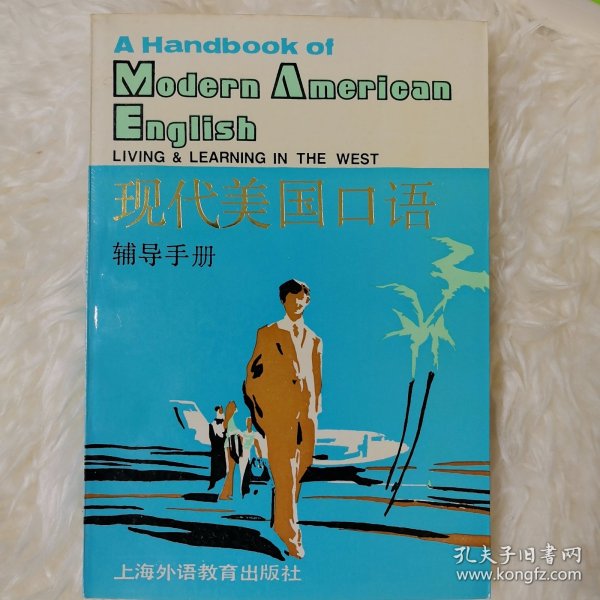 A Handbook of
Modern American
English
LIVING & LEARNING IN THE WEST
现代美国口语
辅导手册
上海外语教育出版社
孔夫子旧书网
www.kongfz.com